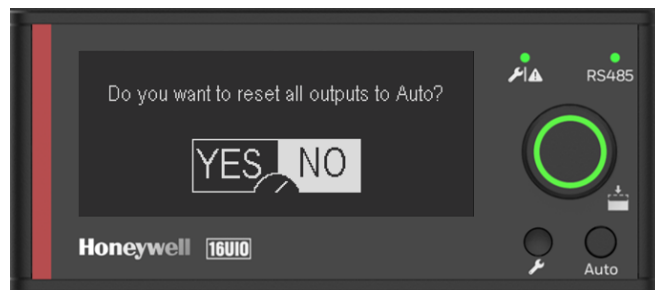 Do you want to reset all outputs to Auto?
YES NO
RS485
Honeywell 16UIO
Auto